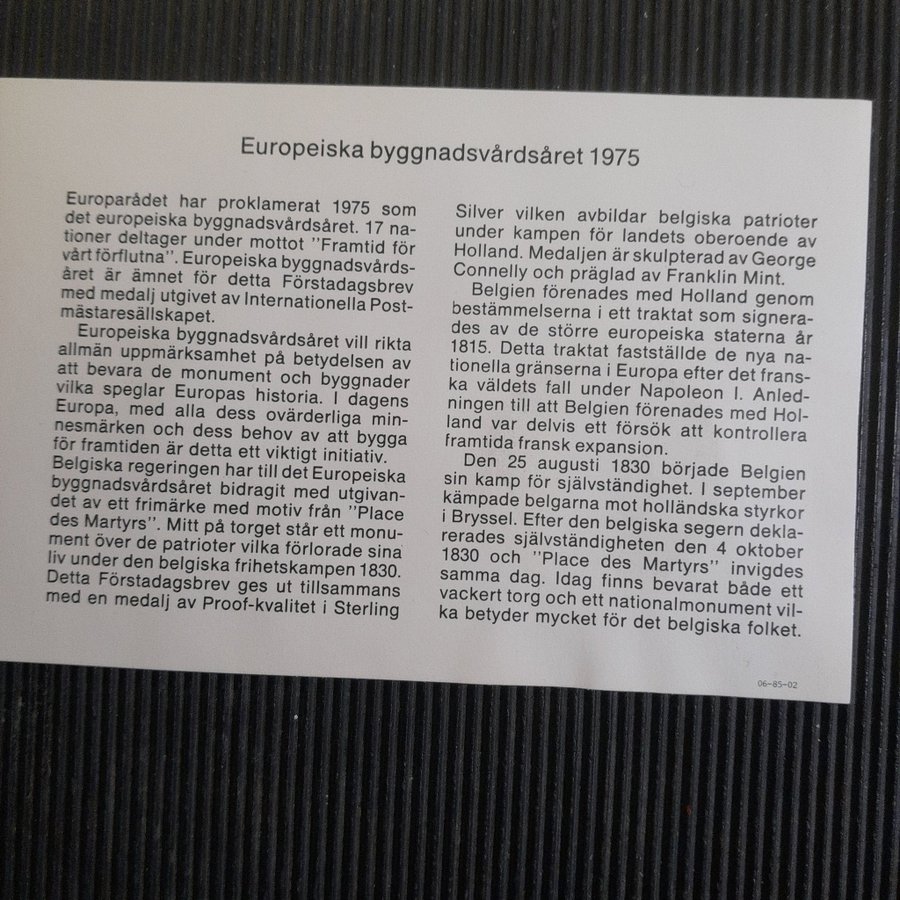 Europeiska byggnadsvårdsåret 1975
Europarådet har proklamerat 1975 som
det europeiska byggnadsvårdsåret. 17 na-
tioner deltager under mottot "Framtid för
vårt förflutna". Europeiska byggnadsvårds-
året är ämnet för detta Förstadagsbrev
med medalj utgivet av Internationella Post-
mästaresällskapet.
Europeiska byggnadsvårdsåret vill rikta
allmän uppmärksamhet på betydelsen av
att bevara de monument och byggnader
vilka speglar Europas historia. I dagens
Europa, med alla dess ovärderliga min-
nesmärken och dess behov av att bygga
för framtiden är detta ett viktigt initiativ.
Belgiska regeringen har till det Europeiska
byggnadsvårdsåret bidragit med utgivan-
det av ett frimärke med motiv från "Place
des Martyrs". Mitt på torget står ett monu-
ment över de patrioter vilka förlorade sina
liv under den belgiska frihetskampen 1830.
Detta Förstadagsbrev ges ut tillsammans
med en medalj av Proof-kvalitet i Sterling
Silver vilken avbildar belgiska patrioter
under kampen för landets oberoende av
Holland. Medaljen är skulpterad av George
Connelly och präglad av Franklin Mint.
Belgien förenades med Holland genom
bestämmelserna i ett traktat som signera-
des av de större europeiska staterna år
1815. Detta traktat fastställde de nya na-
tionella gränserna i Europa efter det frans-
ka väldets fall under Napoleon I. Anled-
ningen till att Belgien förenades med Hol-
land var delvis ett försök att kontrollera
framtida fransk expansion.
Den 25 augusti 1830 började Belgien
sin kamp för självständighet. I september
kämpade belgarna mot holländska styrkor
i Bryssel. Efter den belgiska segern dekla-
rerades självständigheten den 4 oktober
1830 och "Place des Martyrs" invigdes
samma dag. Idag finns bevarat både ett
vackert torg och ett nationalmonument vil-
ka betyder mycket för det belgiska folket.
06-85-02